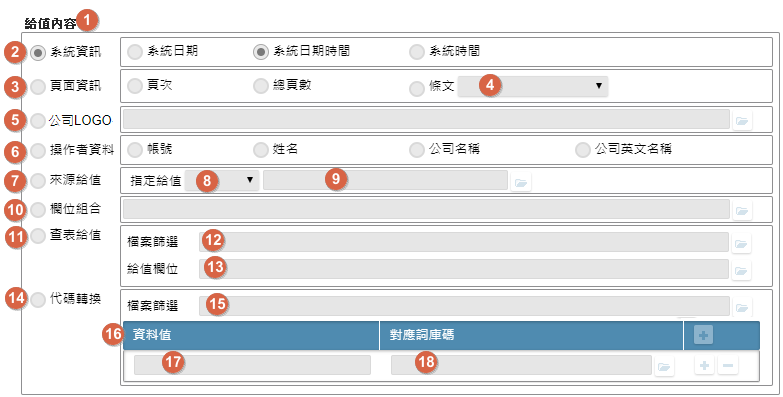 給值內容 1
2 系統資訊 系統日期 系統日期時間 系統時間
3 頁面資訊 頁次 總頁數 條文 4
5 公司LOGO
6 操作者資料 帳號 姓名 公司名稱 公司英文名稱
7 來源給值 指定給值 8 9
10 欄位組合
11 查表給值 檔案篩選 12
給值欄位 13
14 代碼轉換 檔案篩選 15
16 資料值 對應詞庫碼
17 18